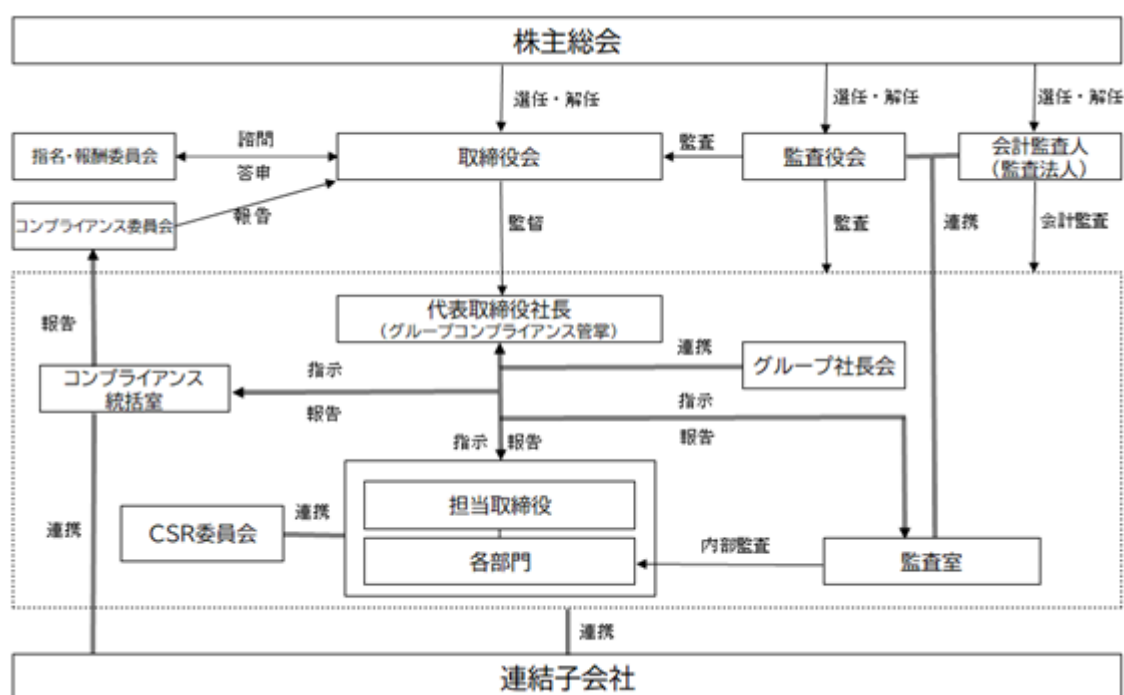 株主総会
選任・解任
選任・解任
選任・解任
指名・報酬委員会
諮問
答申
取締役会
監査
監査役会
会計監査人
(監査法人)
コンプライアンス委員会
報告
監督
監査
連携
会計監査
代表取締役社長
(グループコンプライアンス管掌)
報告
連携
グループ社長会
コンプライアンス
統括室
指示
報告
指示
報告
指示
報告
担当取締役
CSR委員会
連携
各部門
内部監査
監査室
連携
連携
連結子会社